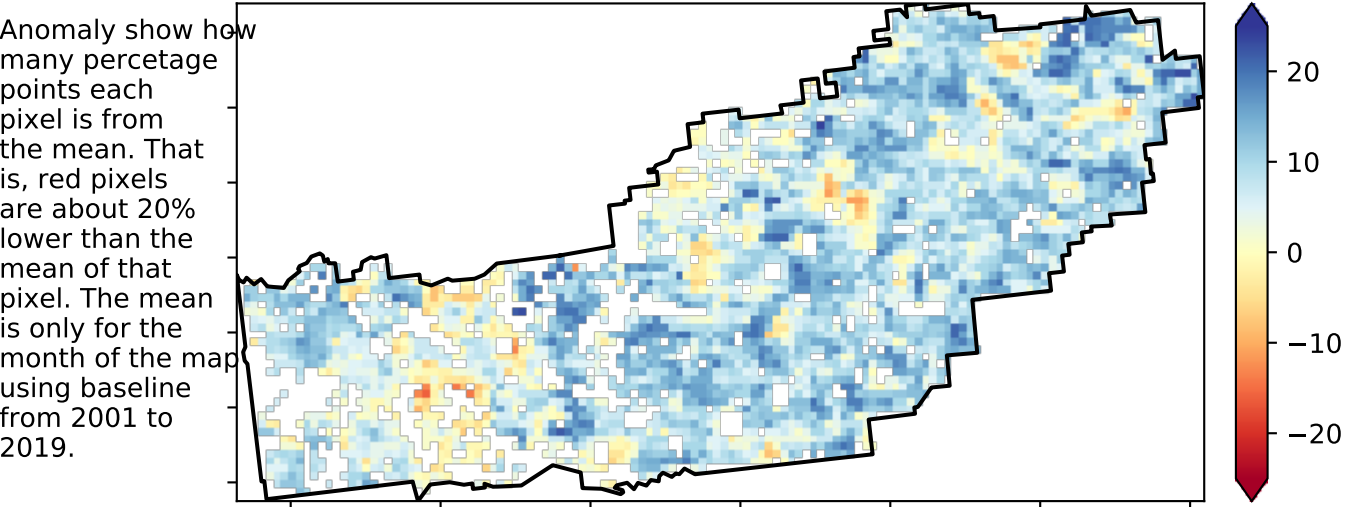 Anomaly show how
many percetage
points each
pixel is from
the mean. That
is, red pixels
are about 20%
lower than the
mean of that
pixel. The mean
is only for the
month of the map
using baseline
from 2001 to
2019.
20
10
0
−10
−20